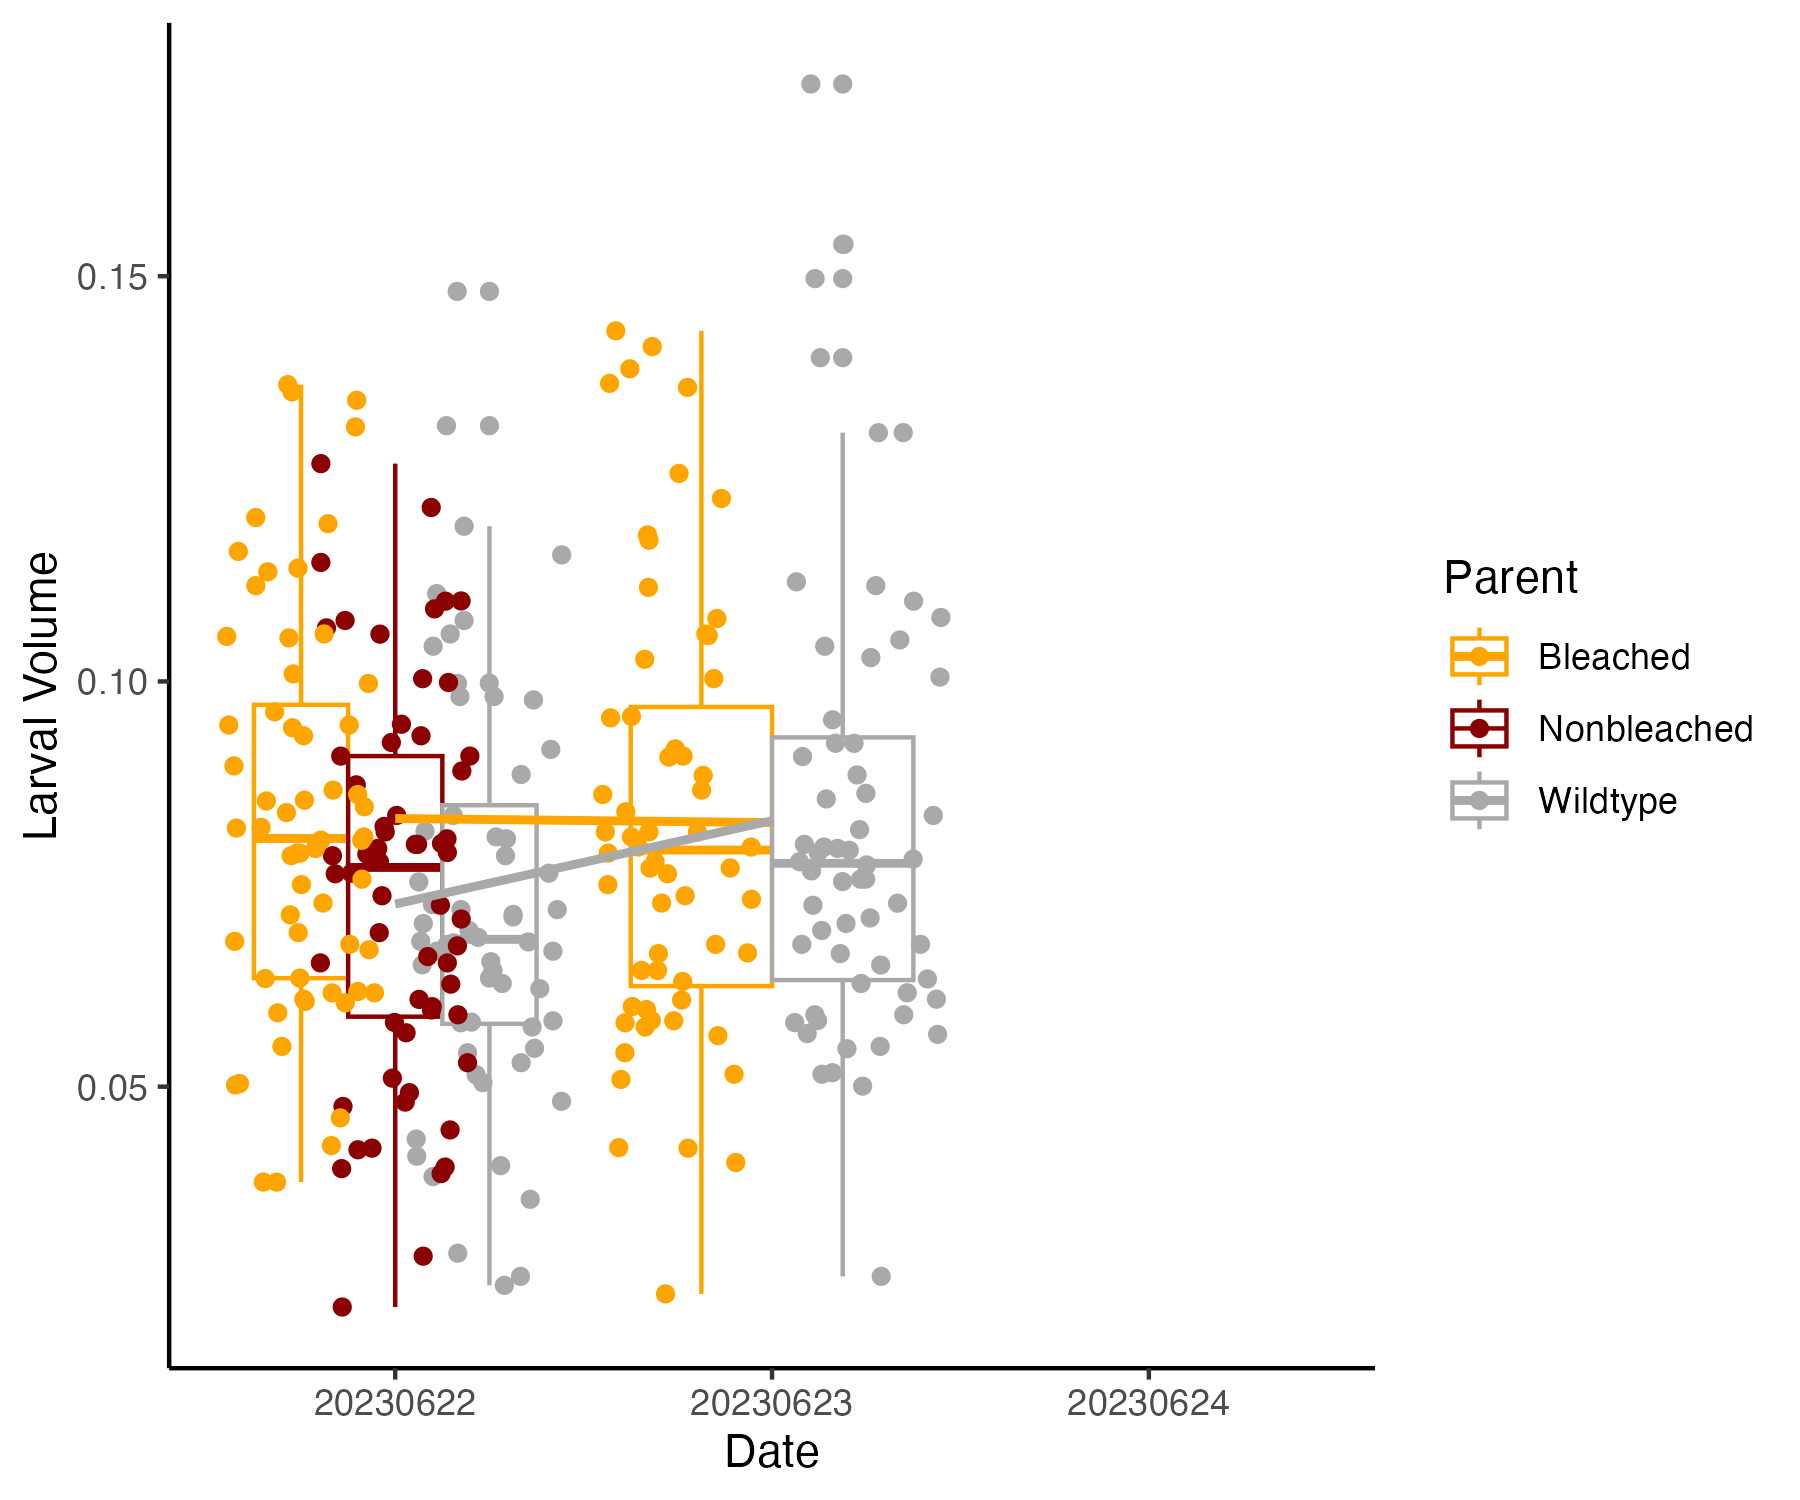 0.15
0.10
0.05
Larval Volume
20230622
20230623
20230624
Date
Parent
Bleached
Nonbleached
Wildtype